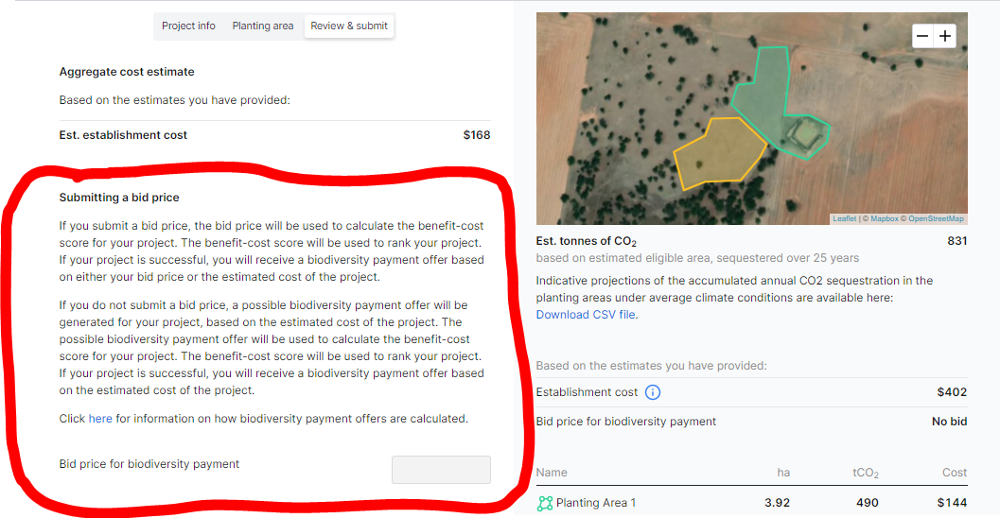 Project info Planting area Review & submit
Aggregate cost estimate
Based on the estimates you have provided:
Est. establishment cost $168
Submitting a bid price
If you submit a bid price, the bid price will be used to calculate the benefit-cost
score for your project. The benefit-cost score will be used to rank your project.
If your project is successful, you will receive a biodiversity payment offer based
on either your bid price or the estimated cost of the project.
If you do not submit a bid price, a possible biodiversity payment offer will be
generated for your project, based on the estimated cost of the project. The
possible biodiversity payment offer will be used to calculate the benefit-cost
score for your project. The benefit-cost score will be used to rank your project.
If your project is successful, you will receive a biodiversity payment offer based
on the estimated cost of the project.
Click here for information on how biodiversity payment offers are calculated.
Bid price for biodiversity payment
− +
Leaflet | © Mapbox © OpenStreetMap
Est. tonnes of CO₂ 831
based on estimated eligible area, sequestered over 25 years
Indicative projections of the accumulated annual CO2 sequestration in the
planting areas under average climate conditions are available here:
Download CSV file.
Based on the estimates you have provided:
Establishment cost i $402
Bid price for biodiversity payment No bid
Name ha tCO₂ Cost
Planting Area 1 3.92 490 $144